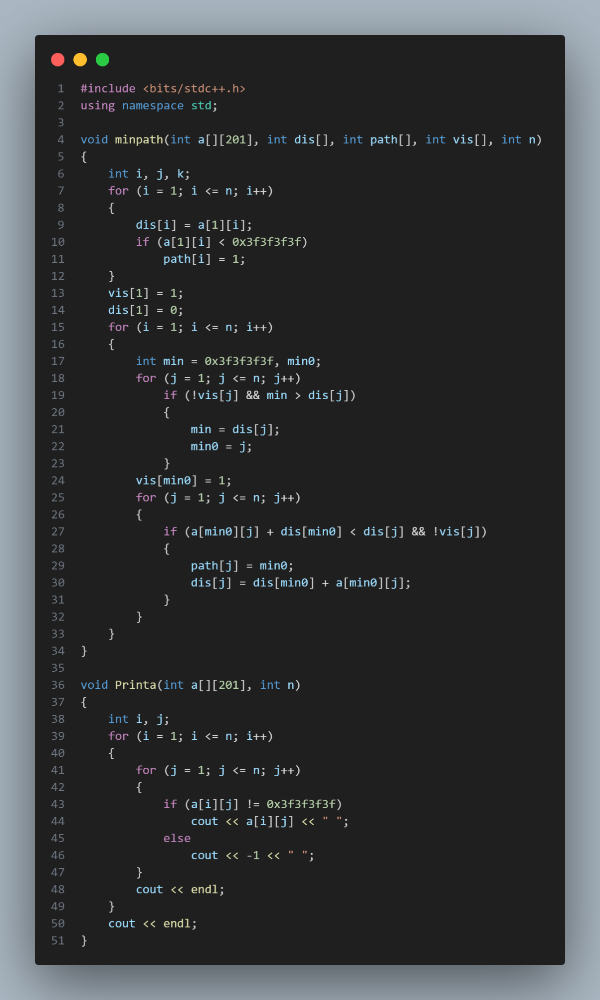 1 #include <bits/stdc++.h>
2 using namespace std;
3
4 void minpath(int a[][201], int dis[], int path[], int vis[], int n)
5 {
6     int i, j, k;
7     for (i = 1; i <= n; i++)
8     {
9         dis[i] = a[1][i];
10         if (a[1][i] < 0x3f3f3f3f)
11             path[i] = 1;
12     }
13     vis[1] = 1;
14     dis[1] = 0;
15     for (i = 1; i <= n; i++)
16     {
17         int min = 0x3f3f3f3f, min0;
18         for (j = 1; j <= n; j++)
19             if (!vis[j] && min > dis[j])
20             {
21                 min = dis[j];
22                 min0 = j;
23             }
24         vis[min0] = 1;
25         for (j = 1; j <= n; j++)
26         {
27             if (a[min0][j] + dis[min0] < dis[j] && !vis[j])
28             {
29                 path[j] = min0;
30                 dis[j] = dis[min0] + a[min0][j];
31             }
32         }
33     }
34 }
35
36 void Printa(int a[][201], int n)
37 {
38     int i, j;
39     for (i = 1; i <= n; i++)
40     {
41         for (j = 1; j <= n; j++)
42         {
43             if (a[i][j] != 0x3f3f3f3f)
44                 cout << a[i][j] << " ";
45             else
46                 cout << -1 << " ";
47         }
48         cout << endl;
49     }
50     cout << endl;
51 }